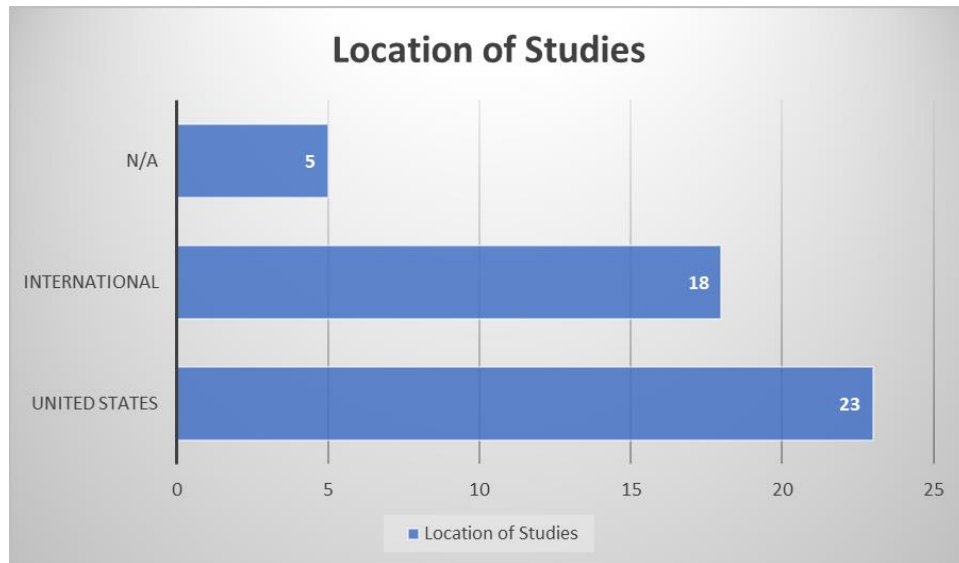 Location of Studies
N/A
5
INTERNATIONAL
18
UNITED STATES
23
0 5 10 15 20 25
Location of Studies